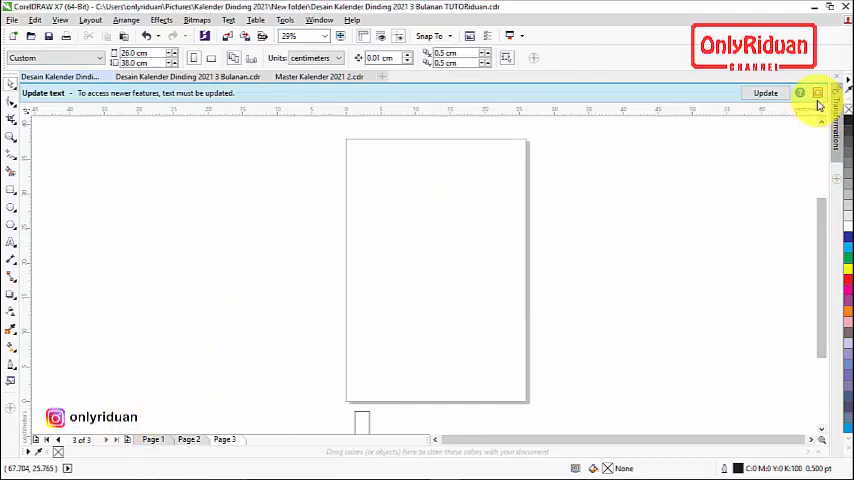 CorelDRAW X7 (64-Bit) - C:\Users\onlyriduan\Pictures\Kalender Dinding 2021\New folder\Desain Kalender Dinding 2021 3 Bulanan TUTORiduan.cdr
File Edit View Layout Arrange Effects Bitmaps Text Table Tools Window Help
29% Snap To
Custom 26.0 cm 38.0 cm Units: centimeters 0.01 cm 0.5 cm 0.5 cm
OnlyRiduan
CHANNEL
Desain Kalender Dindi... Desain Kalender Dinding 2021 3 Bulanan.cdr Master Kalender 2021 2.cdr
Update text - To access newer features, text must be updated. Update
Transformations
onlyriduan
3 of 3 Page 1 Page 2 Page 3
Drag colors (or objects) here to store these colors with your document
(67.704, 25.765) None C:0 M:0 Y:0 K:100 0.500 pt